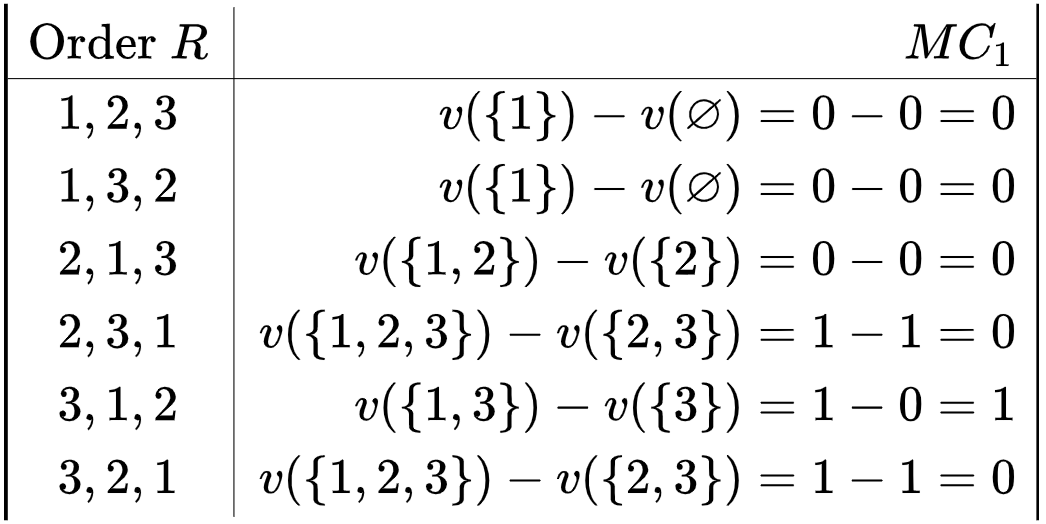 Order R MC₁
1, 2, 3 v({1}) − v(∅) = 0 − 0 = 0
1, 3, 2 v({1}) − v(∅) = 0 − 0 = 0
2, 1, 3 v({1, 2}) − v({2}) = 0 − 0 = 0
2, 3, 1 v({1, 2, 3}) − v({2, 3}) = 1 − 1 = 0
3, 1, 2 v({1, 3}) − v({3}) = 1 − 0 = 1
3, 2, 1 v({1, 2, 3}) − v({2, 3}) = 1 − 1 = 0